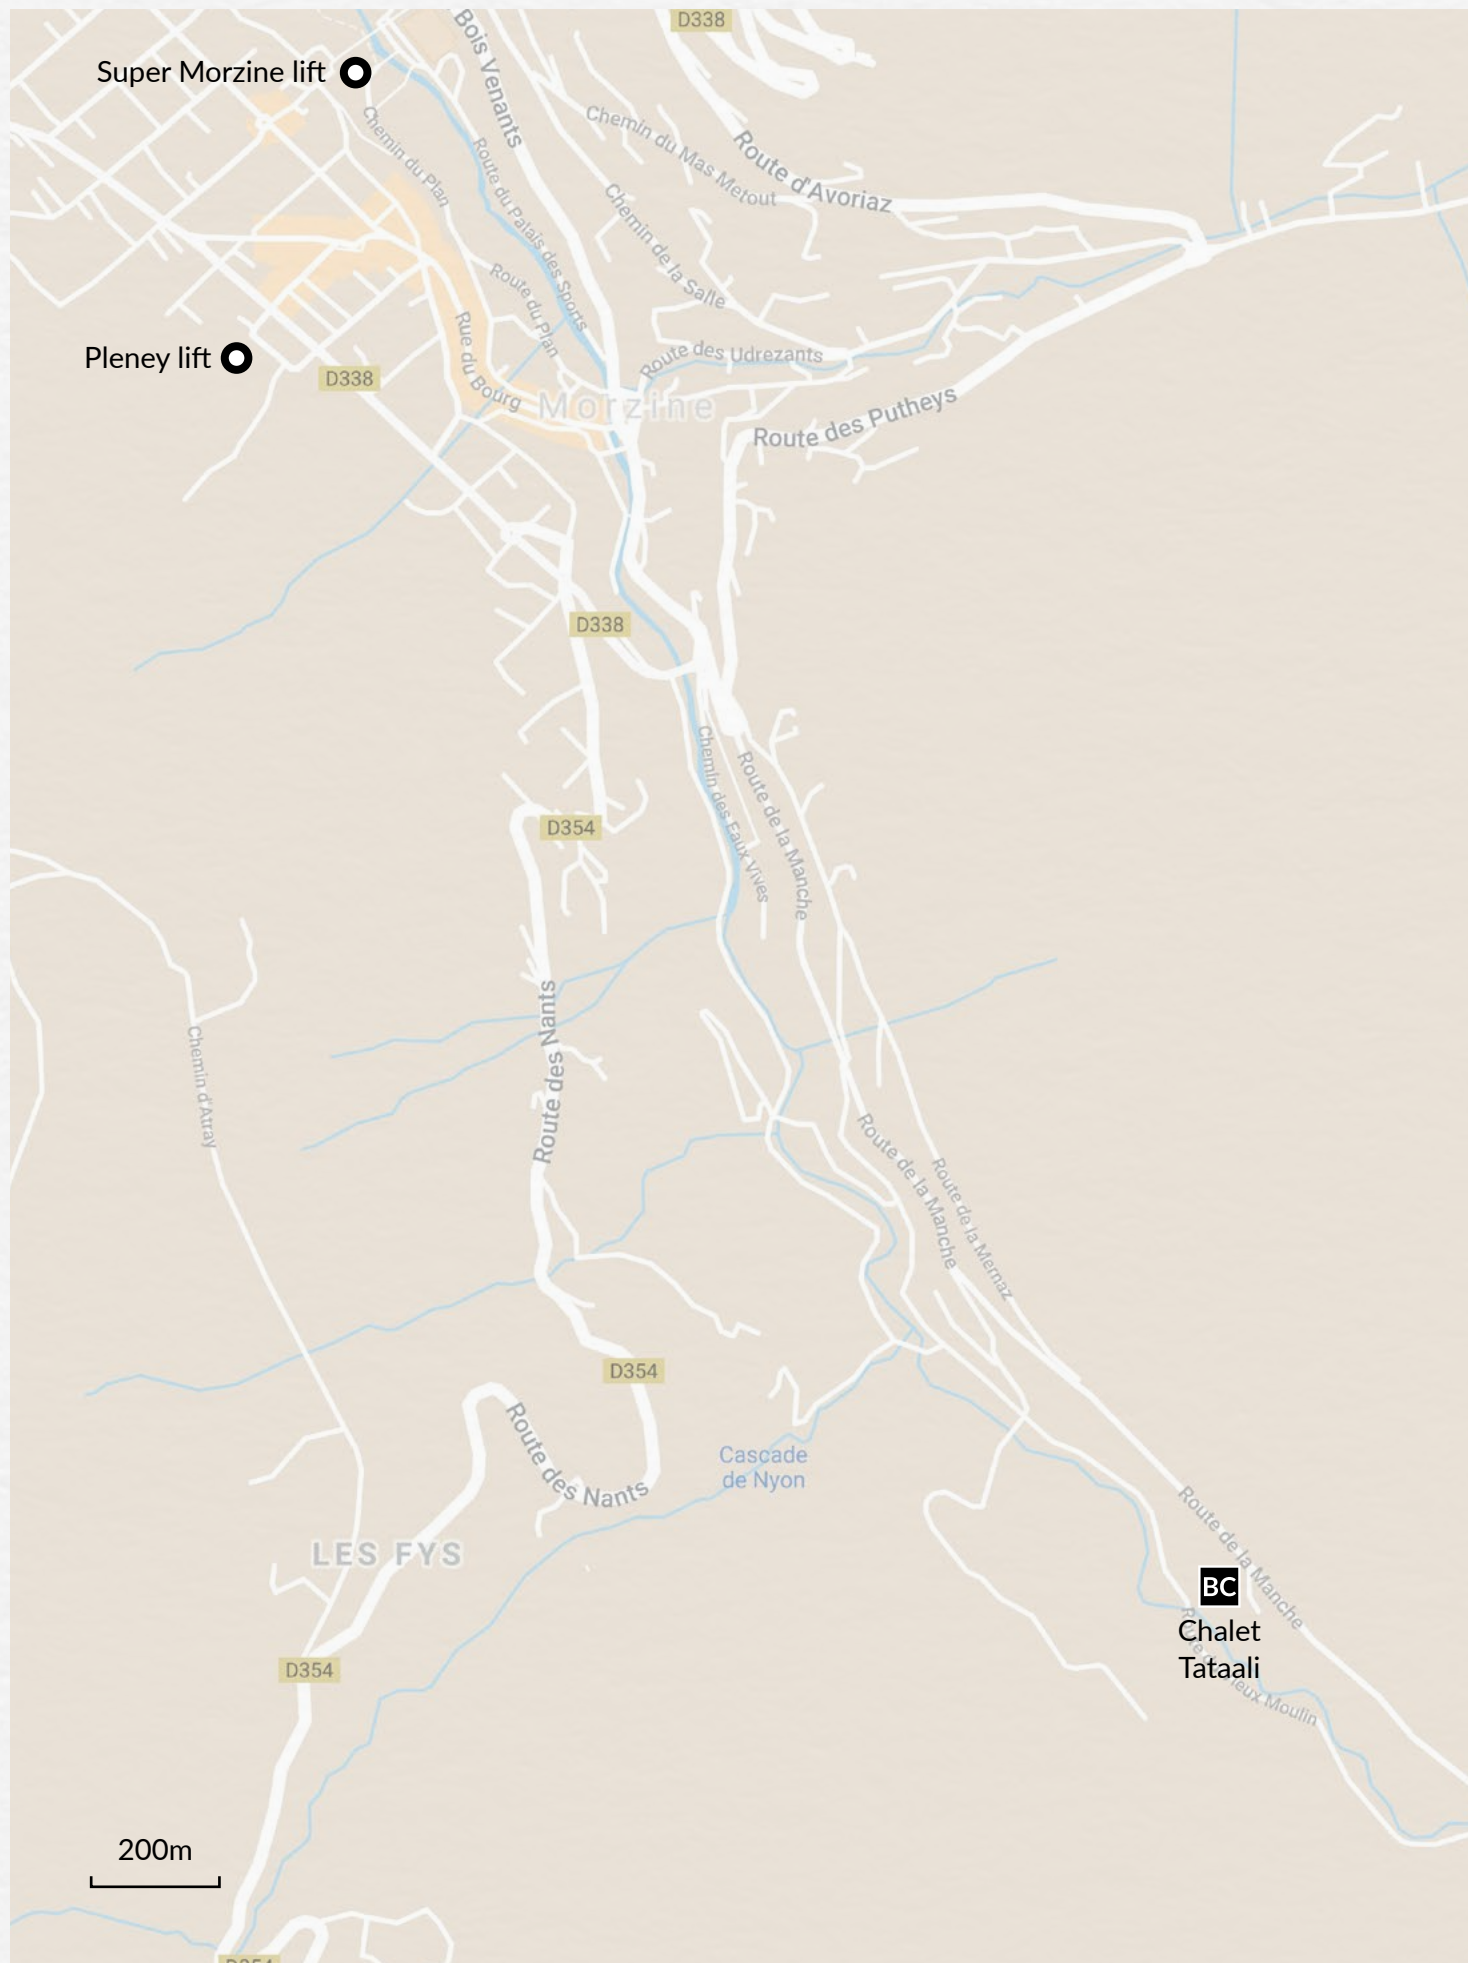 D338
Bois Venants
Super Morzine lift
Chemin du Plan
Route du Palais des Sports
Chemin du Mas Metout
Route d'Avoriaz
Chemin de la Salle
Route du Plan
Rue du Bourg
Pleney lift
D338
Route des Udrezants
Morzine
Route des Putheys
D338
Chemin des Eaux Vives
Route de la Manche
D354
Route des Nants
Chemin d'Atray
Route de la Manche
Route de la Mernaz
D354
Route des Nants
Cascade
de Nyon
Route de la Manche
LES FYS
BC
Chalet
Tataali
Moulin
D354
200m
D354